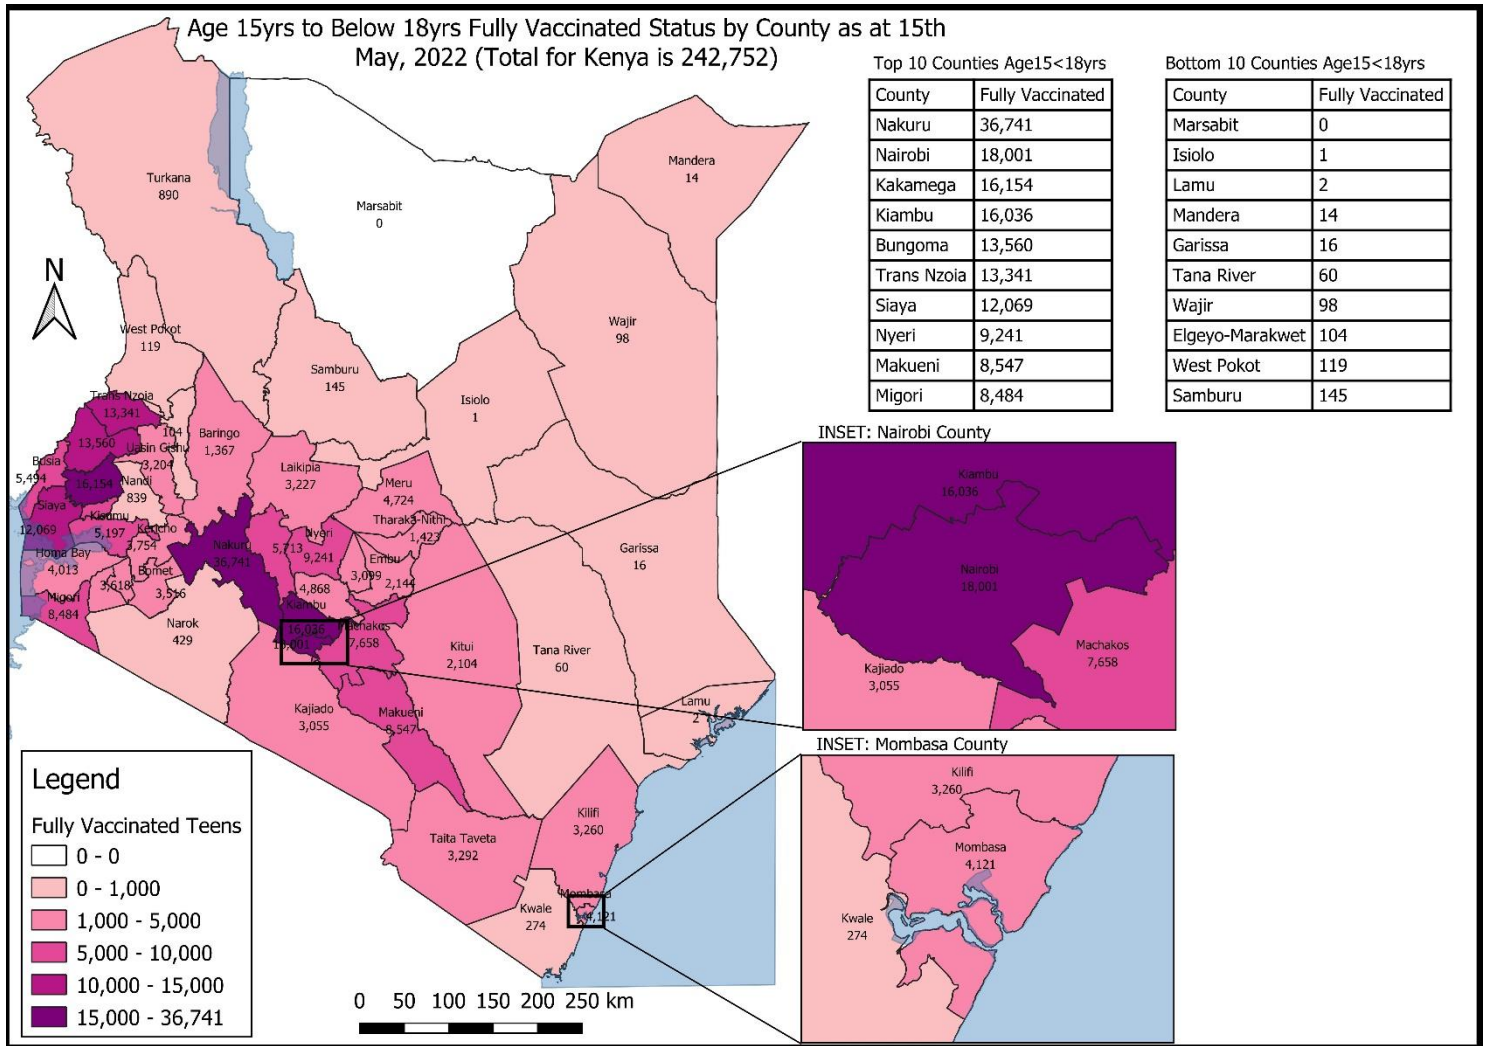 Age 15yrs to Below 18yrs Fully Vaccinated Status by County as at 15th
May, 2022 (Total for Kenya is 242,752)
Top 10 Counties Age15<18yrs
County Fully Vaccinated
Nakuru 36,741
Nairobi 18,001
Kakamega 16,154
Kiambu 16,036
Bungoma 13,560
Trans Nzoia 13,341
Siaya 12,069
Nyeri 9,241
Makueni 8,547
Migori 8,484
Bottom 10 Counties Age15<18yrs
County Fully Vaccinated
Marsabit 0
Isiolo 1
Lamu 2
Mandera 14
Garissa 16
Tana River 60
Wajir 98
Elgeyo-Marakwet 104
West Pokot 119
Samburu 145
N
Turkana
890
Marsabit
0
Mandera
14
Wajir
98
West Pokot
119
Samburu
145
Isiolo
1
Trans Nzoia
13,341
104
13,560
Uasin Gishu
3,204
Baringo
1,367
Busia
5,494
16,154
Nandi
839
Laikipia
3,227
Meru
4,724
Siaya
12,069
Kisumu
5,197
Kericho
3,754
Tharaka-Nithi
1,423
Nakuru
36,741
5,713
Nyeri
9,241
Embu
3,099
2,144
Garissa
16
Homa Bay
4,013
Bomet
3,516
3,618
4,868
Migori
8,484
Kiambu
16,036
18,001
Machakos
7,658
Narok
429
Kitui
2,104
Tana River
60
Kajiado
3,055
Makueni
8,547
Lamu
2
Taita Taveta
3,292
Kilifi
3,260
Kwale
274
Mombasa
4,121
INSET: Nairobi County
Kiambu
16,036
Nairobi
18,001
Machakos
7,658
Kajiado
3,055
INSET: Mombasa County
Kilifi
3,260
Mombasa
4,121
Kwale
274
Legend
Fully Vaccinated Teens
0 - 0
0 - 1,000
1,000 - 5,000
5,000 - 10,000
10,000 - 15,000
15,000 - 36,741
0 50 100 150 200 250 km